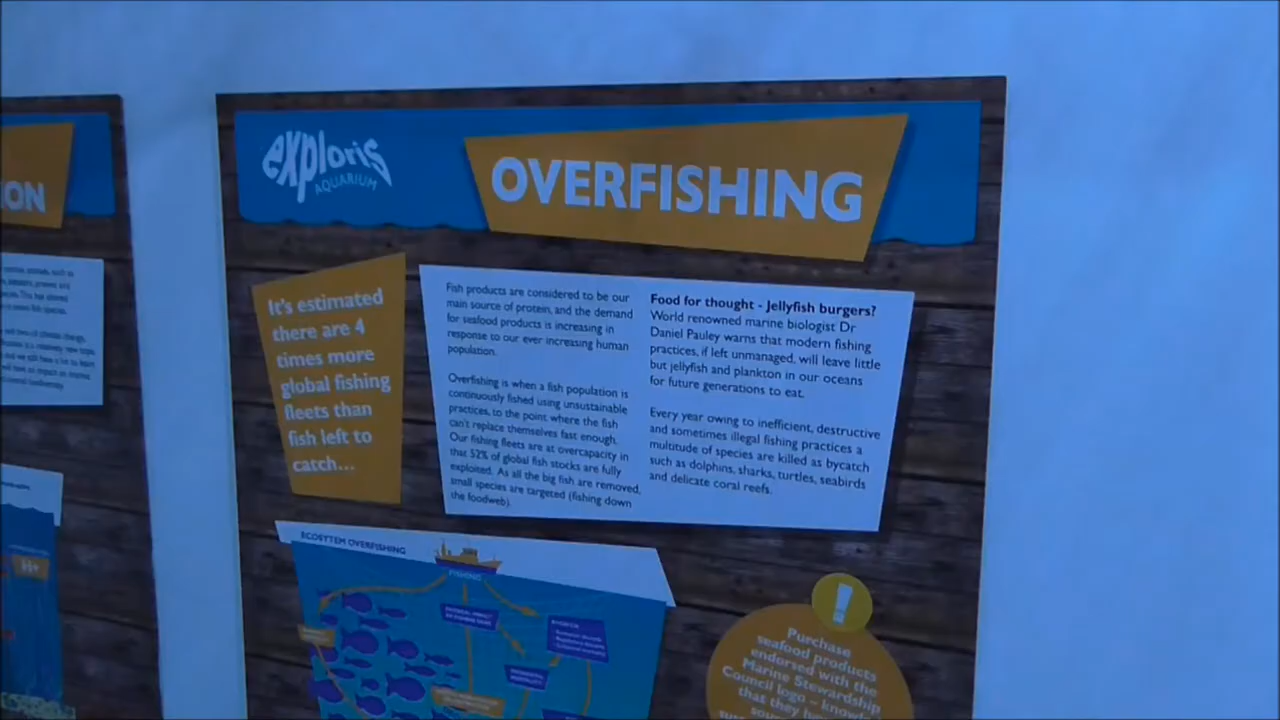 exploris
AQUARIUM
OVERFISHING
It's estimated
there are 4
times more
global fishing
fleets than
fish left to
catch...
Fish products are considered to be our
main source of protein, and the demand
for seafood products is increasing in
response to our ever increasing human
population.
Overfishing is when a fish population is
continuously fished using unsustainable
practices, to the point where the fish
can't replace themselves fast enough.
Our fishing fleets are at overcapacity in
that 52% of global fish stocks are fully
exploited. As all the big fish are removed,
small species are targeted (fishing down
the foodweb).
Food for thought - Jellyfish burgers?
World renowned marine biologist Dr
Daniel Pauley warns that modern fishing
practices, if left unmanaged, will leave little
but jellyfish and plankton in our oceans
for future generations to eat.
Every year owing to inefficient, destructive
and sometimes illegal fishing practices a
multitude of species are killed as bycatch
such as dolphins, sharks, turtles, seabirds
and delicate coral reefs.
ECOSYTEM OVERFISHING
FISHING
!
Purchase
seafood products
endorsed with the
Marine Stewardship
Council logo –
that they
ON
H+